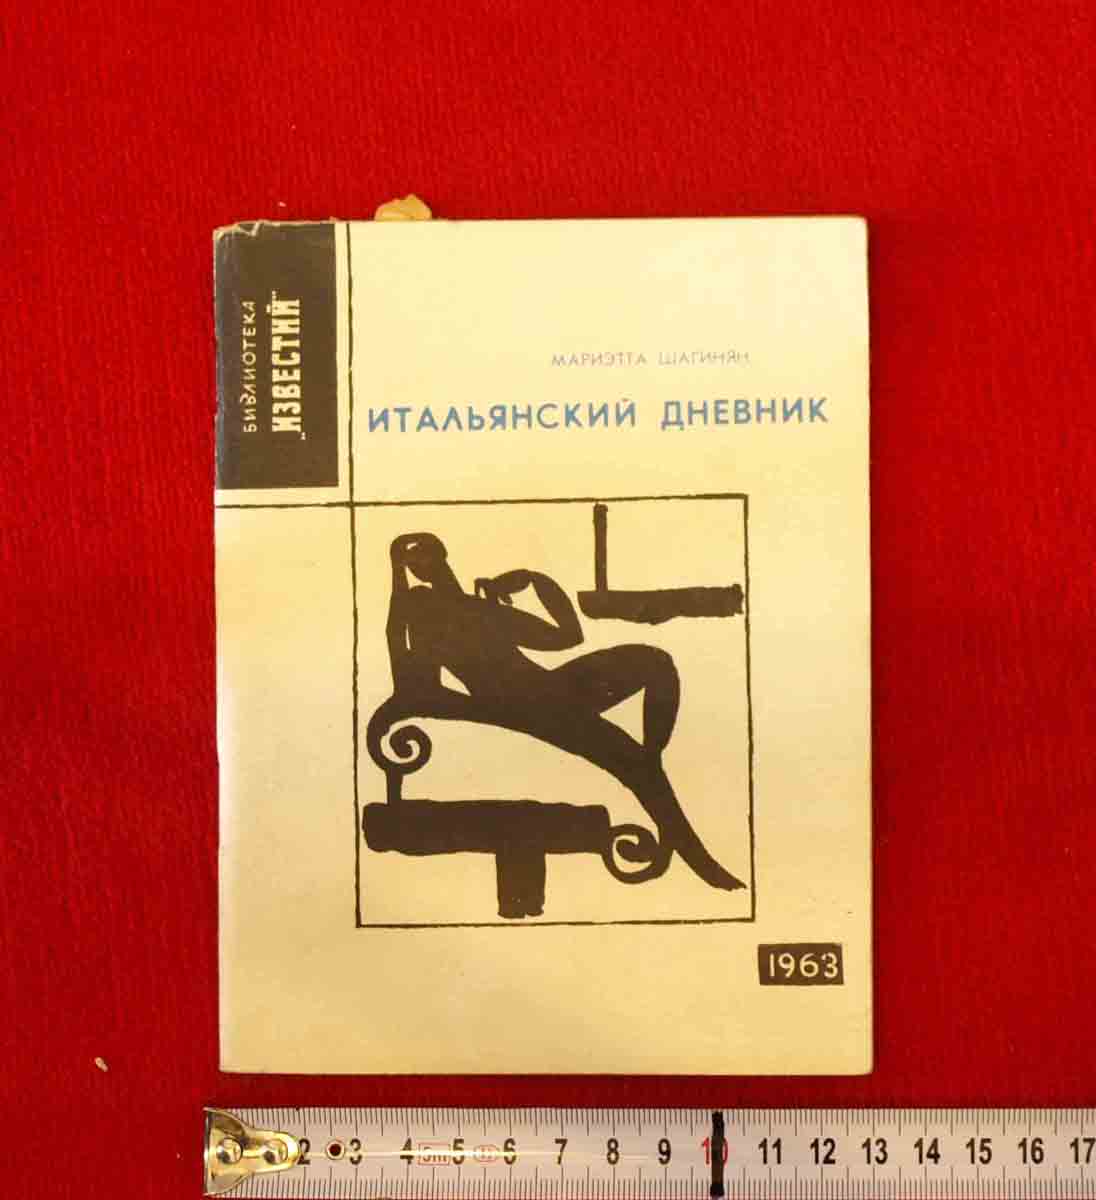 БИБЛИОТЕКА
„ИЗВЕСТИЙ"
МАРИЭТТА ШАГИНЯН
ИТАЛЬЯНСКИЙ ДНЕВНИК
1963
2 3 4 5 6 7 8 9 10 11 12 13 14 15 16 17